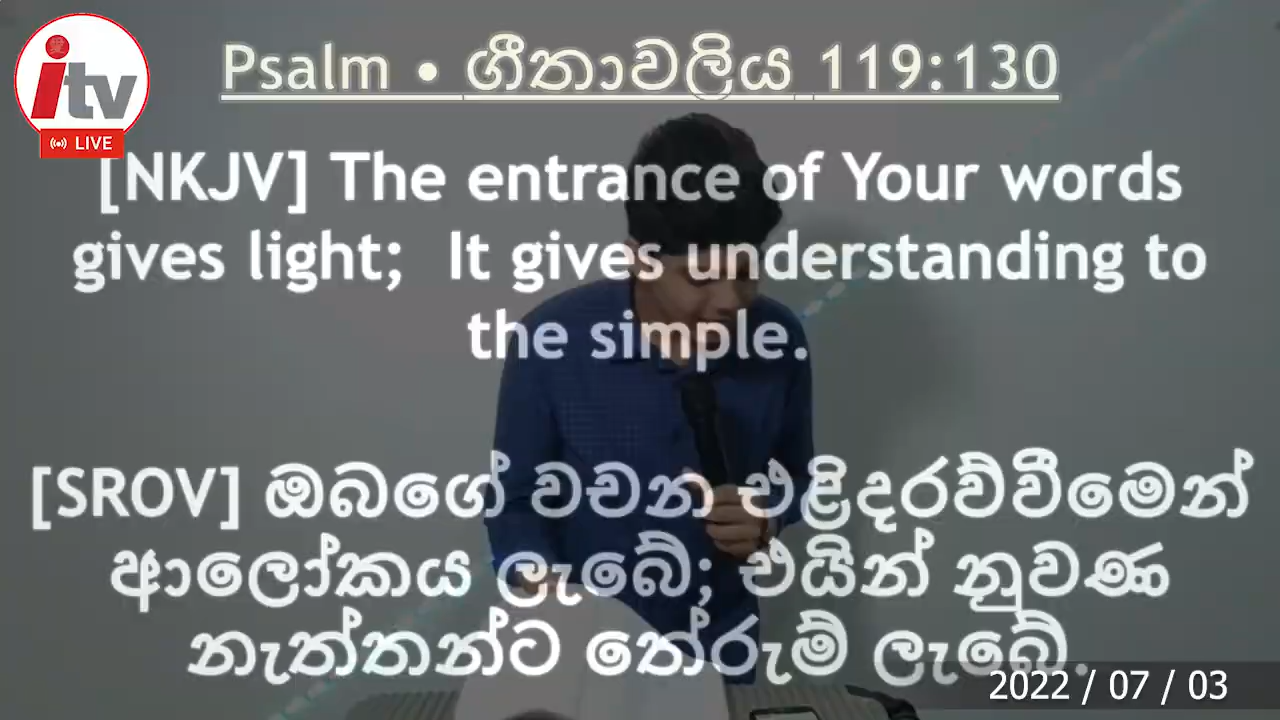 itv
LIVE
Psalm • ගීතාවලිය 119:130
[NKJV] The entrance of Your words
gives light;  It gives understanding to
the simple.
[SROV] ඔබගේ වචන එළිදරව්වීමෙන්
ආලෝකය ලැබේ; එයින් නුවණ
නැත්තන්ට තේරුම් ලැබේ.
2022 / 07 / 03